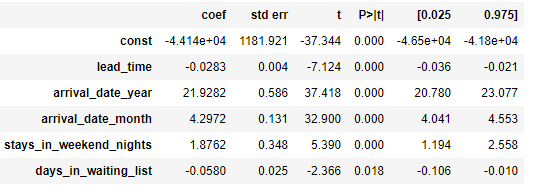 coef std err t P>|t| [0.025 0.975]
const -4.414e+04 1181.921 -37.344 0.000 -4.65e+04 -4.18e+04
lead_time -0.0283 0.004 -7.124 0.000 -0.036 -0.021
arrival_date_year 21.9282 0.586 37.418 0.000 20.780 23.077
arrival_date_month 4.2972 0.131 32.900 0.000 4.041 4.553
stays_in_weekend_nights 1.8762 0.348 5.390 0.000 1.194 2.558
days_in_waiting_list -0.0580 0.025 -2.366 0.018 -0.106 -0.010